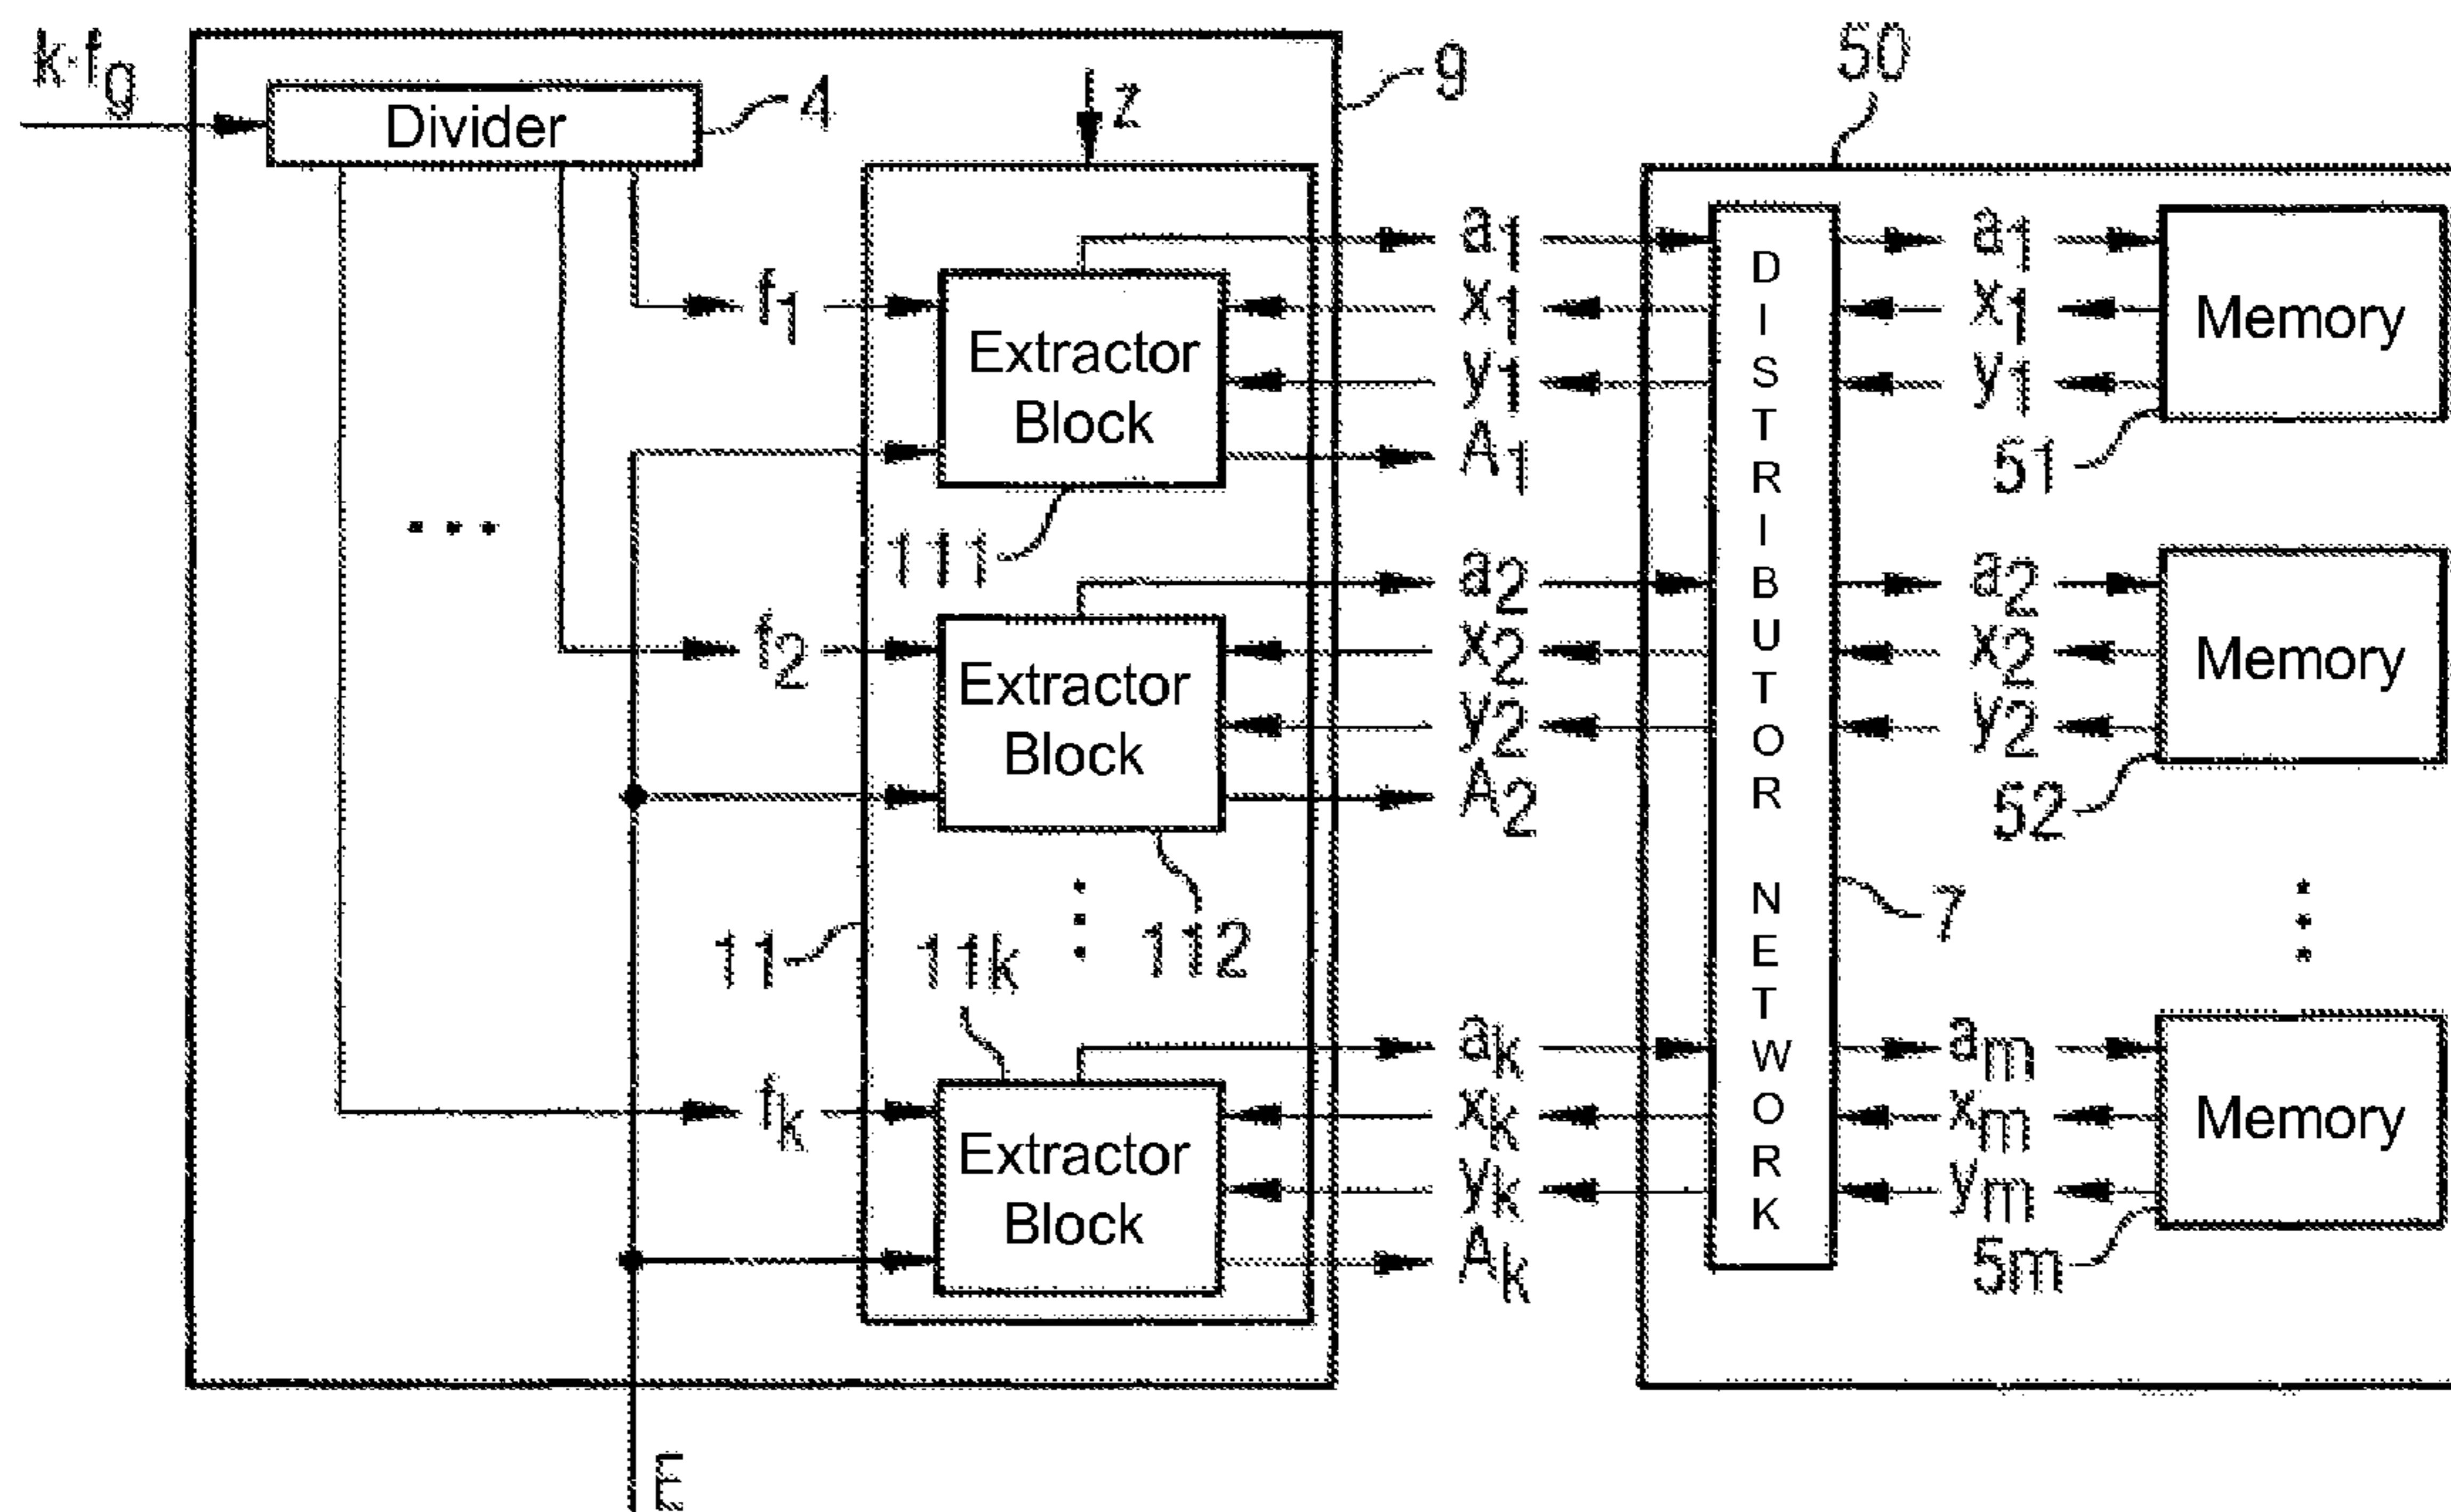 k·fg
Divider
4
z
9
50
a1
a1
f1
x1
x1
Extractor
Block
y1
y1
Memory
A1
51
111
a2
a2
f2
x2
x2
Extractor
Block
y2
y2
Memory
A2
52
DISTRIBUTOR NETWORK
7
11
11k
112
ak
am
fk
xk
xm
Extractor
Block
yk
ym
Memory
Ak
5m
E